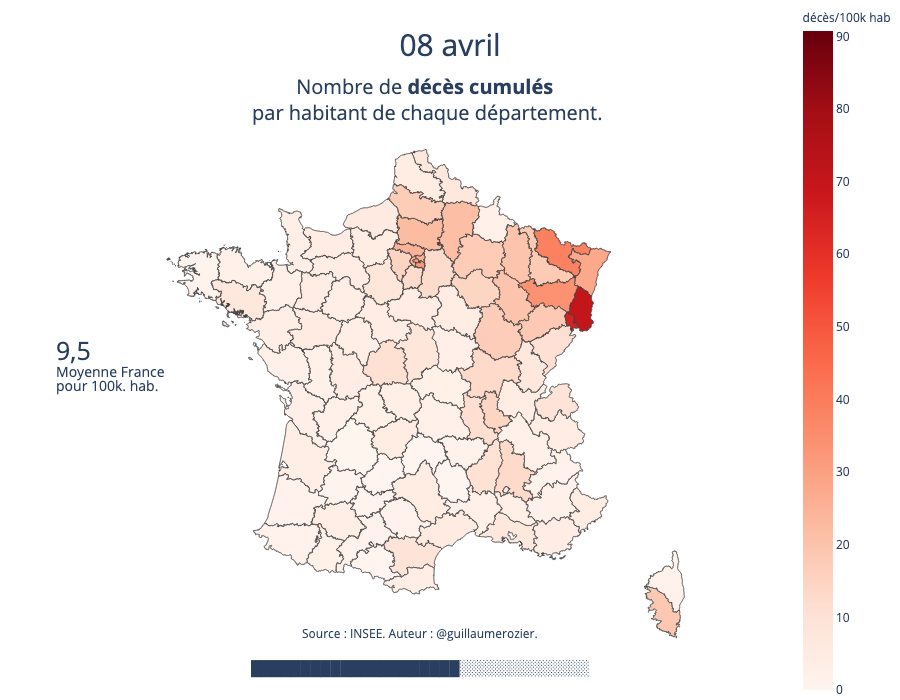 décès/100k hab
08 avril
Nombre de décès cumulés
par habitant de chaque département.
90
80
70
60
50
40
30
20
10
0
9,5
Moyenne France
pour 100k. hab.
Source : INSEE. Auteur : @guillaumerozier.